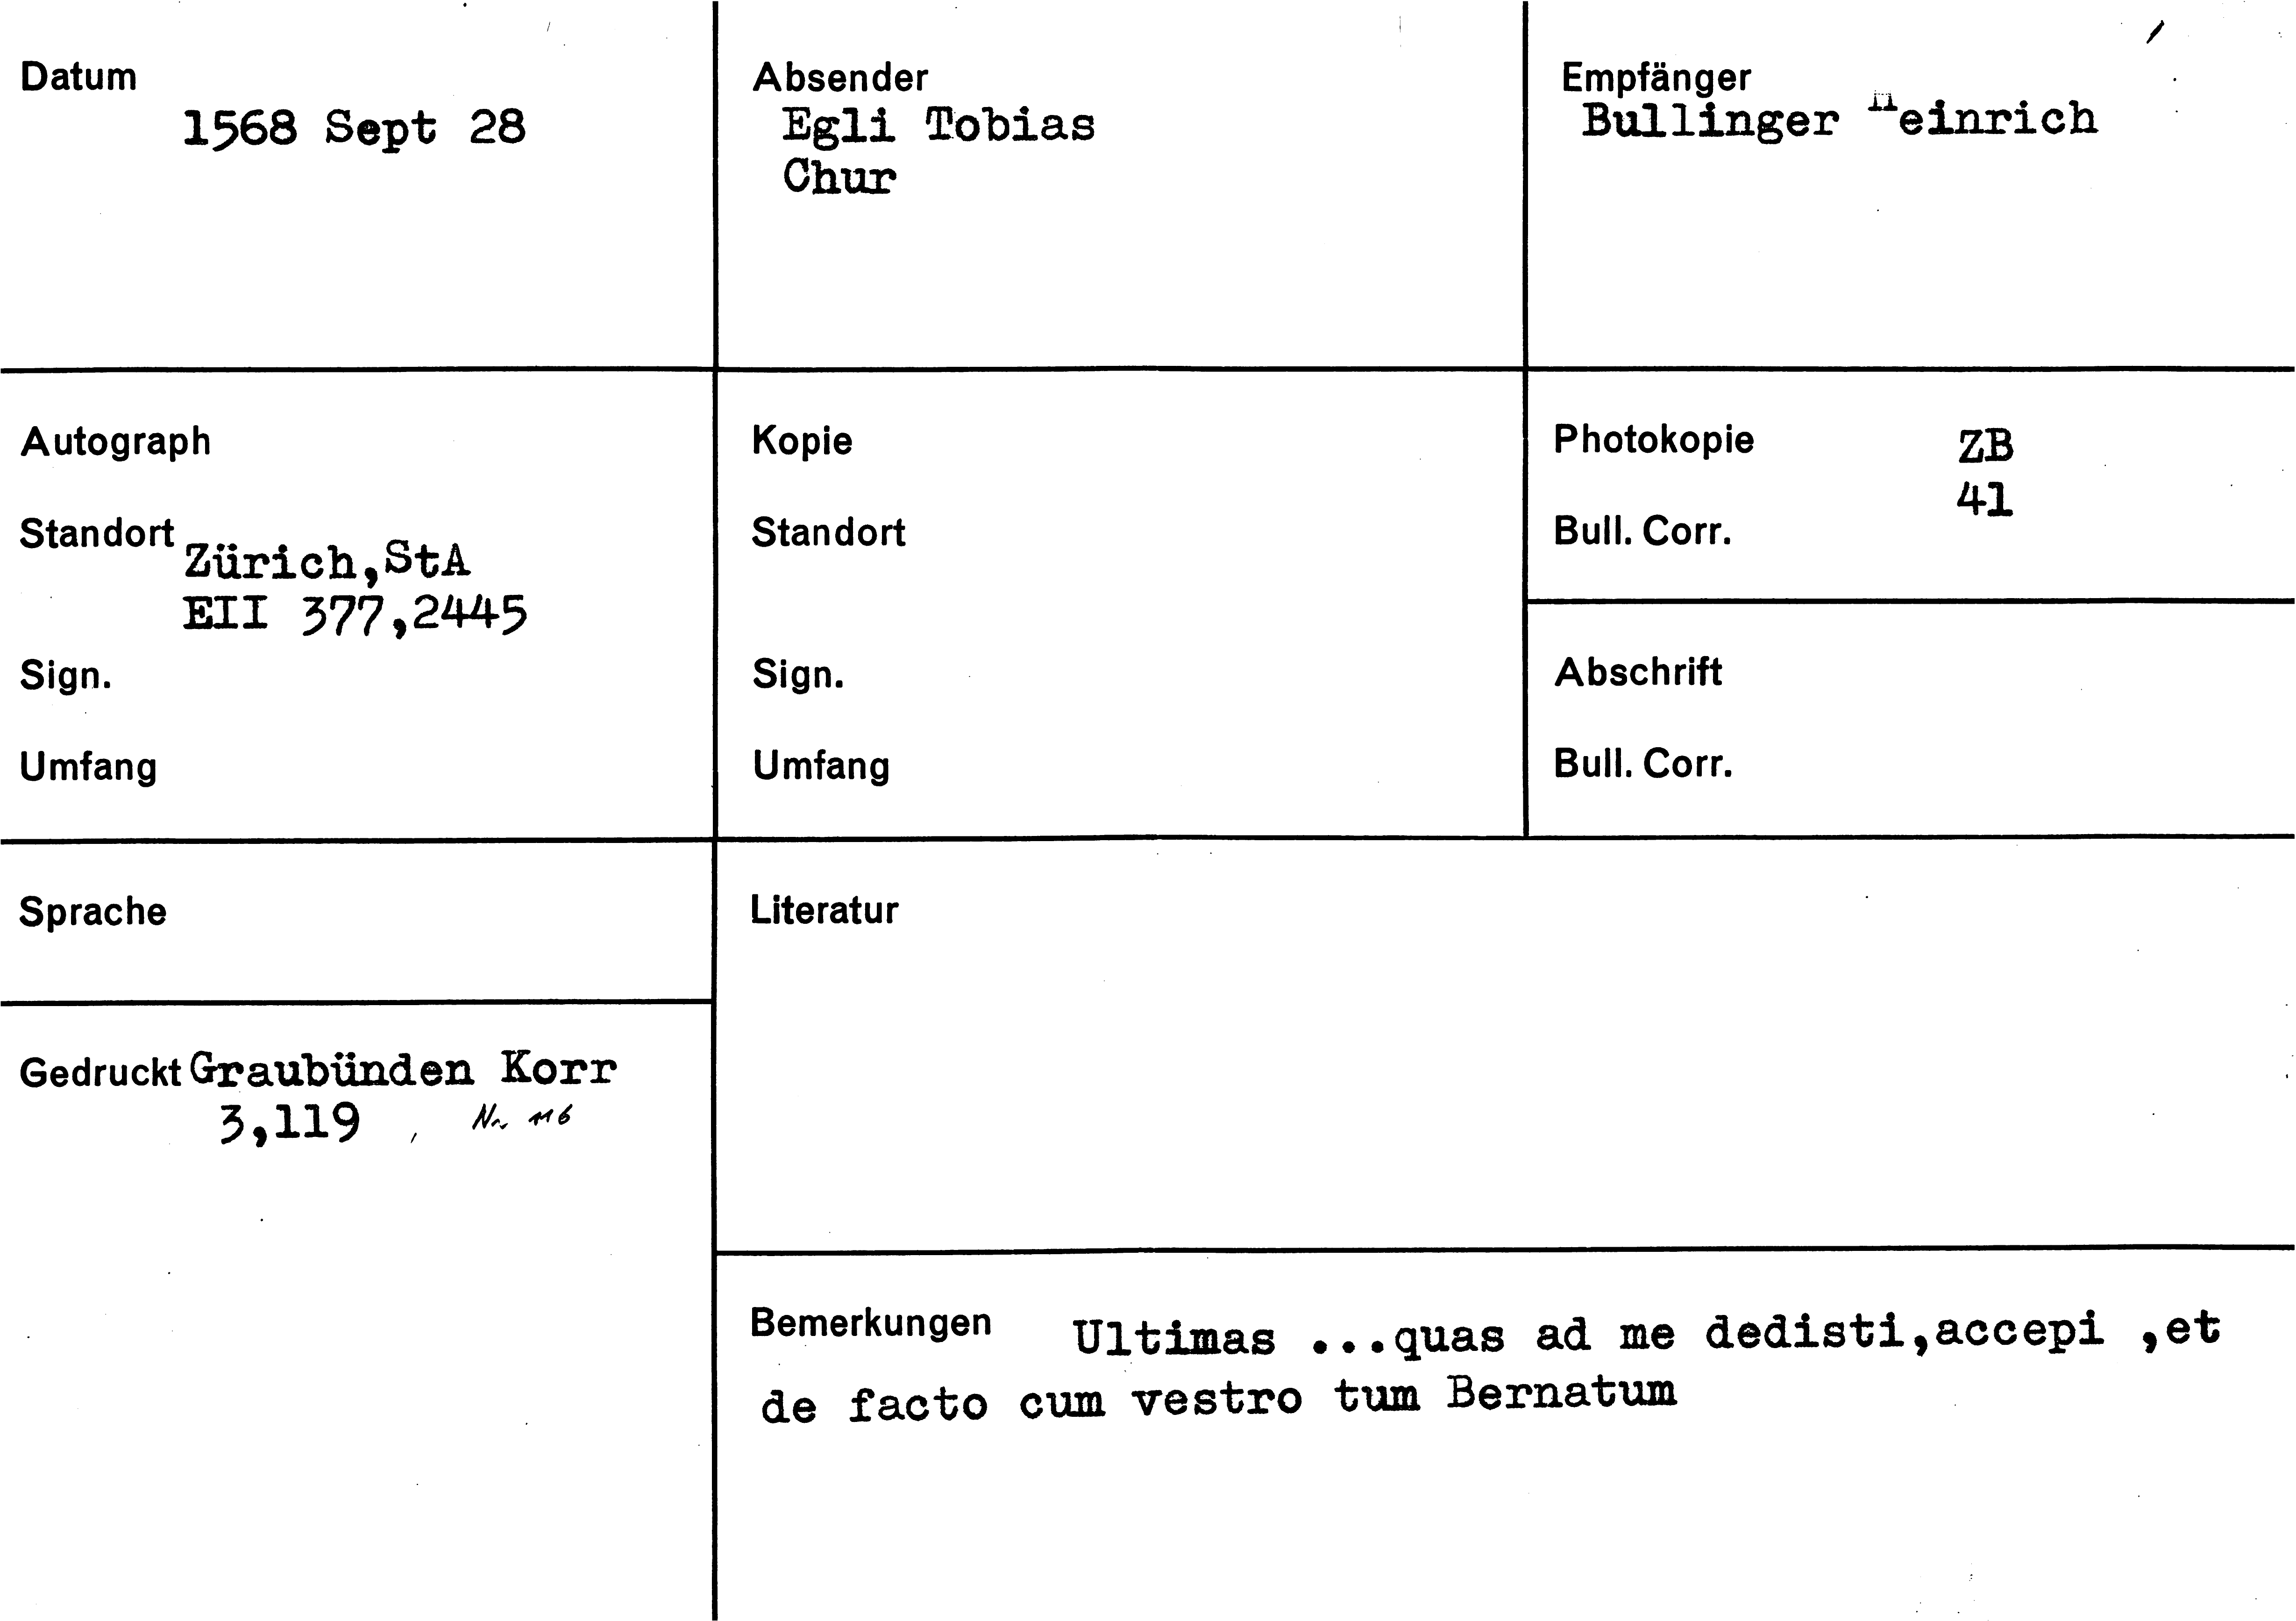 Datum
1568 Sept 28
Absender
Egli Tobias
Chur
Empfänger
Bullinger Heinrich
Autograph
Standort
Zürich,StA
EII 377,2445
Sign.
Umfang
Kopie
Standort
Sign.
Umfang
Photokopie ZB
41
Bull. Corr.
Abschrift
Bull. Corr.
Sprache
Literatur
Gedruckt Graubünden Korr
3,119 , Nr. 116
Bemerkungen Ultimas ...quas ad me dedisti,accepi ,et
de facto cum vestro tum Bernatum